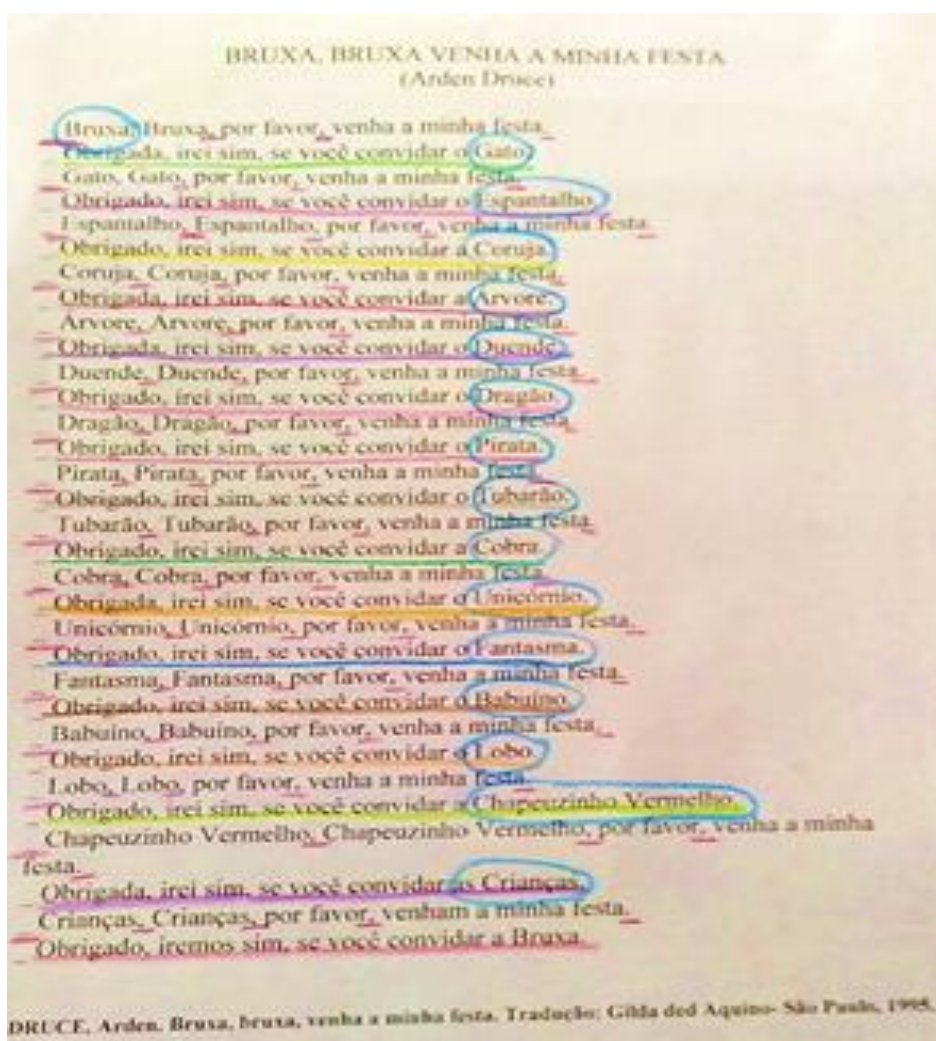 BRUXA, BRUXA VENHA A MINHA FESTA
(Arden Druce)
Bruxa, Bruxa, por favor, venha a minha festa.
Obrigada, irei sim, se você convidar o Gato.
Gato, Gato, por favor, venha a minha festa.
Obrigado, irei sim, se você convidar o Espantalho.
Espantalho, Espantalho, por favor, venha a minha festa.
Obrigado, irei sim, se você convidar a Coruja.
Coruja, Coruja, por favor, venha a minha festa.
Obrigada, irei sim, se você convidar a Árvore.
Árvore, Árvore, por favor, venha a minha festa.
Obrigada, irei sim, se você convidar o Duende.
Duende, Duende, por favor, venha a minha festa.
Obrigado, irei sim, se você convidar o Dragão.
Dragão, Dragão, por favor, venha a minha festa.
Obrigado, irei sim, se você convidar o Pirata.
Pirata, Pirata, por favor, venha a minha festa.
Obrigado, irei sim, se você convidar o Tubarão.
Tubarão, Tubarão, por favor, venha a minha festa.
Obrigado, irei sim, se você convidar a Cobra.
Cobra, Cobra, por favor, venha a minha festa.
Obrigada, irei sim, se você convidar o Unicórnio.
Unicórnio, Unicórnio, por favor, venha a minha festa.
Obrigado, irei sim, se você convidar o Fantasma.
Fantasma, Fantasma, por favor, venha a minha festa.
Obrigado, irei sim, se você convidar o Babuíno.
Babuíno, Babuíno, por favor, venha a minha festa.
Obrigado, irei sim, se você convidar o Lobo.
Lobo, Lobo, por favor, venha a minha festa.
Obrigado, irei sim, se você convidar a Chapeuzinho Vermelho.
Chapeuzinho Vermelho, Chapeuzinho Vermelho, por favor, venha a minha
festa.
Obrigada, irei sim, se você convidar as Crianças.
Crianças, Crianças, por favor, venham a minha festa.
Obrigado, iremos sim, se você convidar a Bruxa.
DRUCE, Arden. Bruxa, bruxa, venha a minha festa. Tradução: Gilda ded Aquino- São Paulo, 1995.